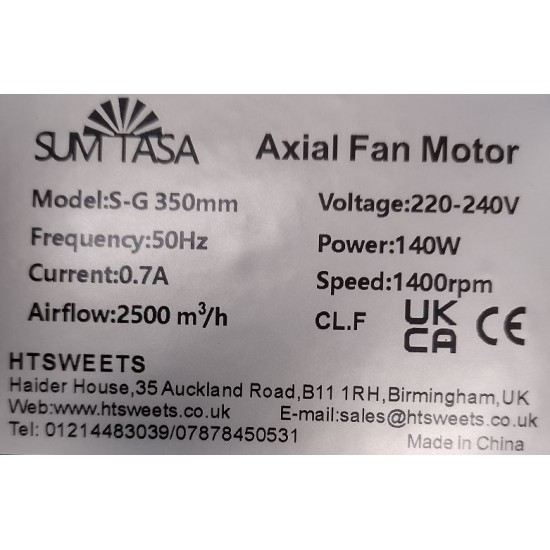 SUMTASA
Axial Fan Motor
Model:S-G 350mm
Voltage:220-240V
Frequency:50Hz
Power:140W
Current:0.7A
Speed:1400rpm
Airflow:2500 m³/h
CL.F
UK
CA
CE
HTSWEETS
Haider House,35 Auckland Road,B11 1RH,Birmingham,UK
Web:www.htsweets.co.uk
E-mail:sales@htsweets.co.uk
Tel: 01214483039/07878450531
Made in China